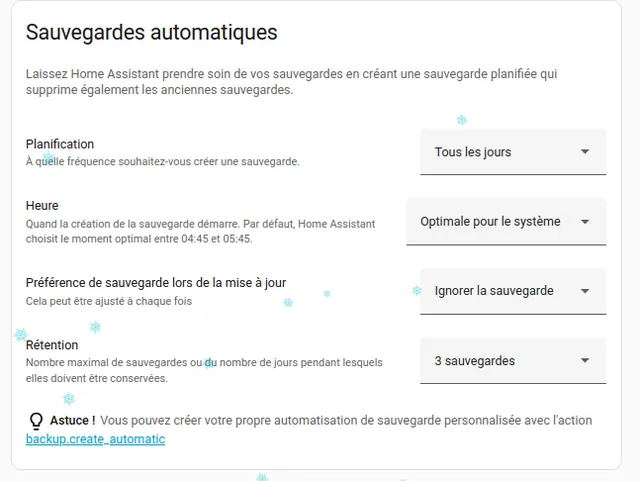 Sauvegardes automatiques
Laissez Home Assistant prendre soin de vos sauvegardes en créant une sauvegarde planifiée qui
supprime également les anciennes sauvegardes.
Planification
À quelle fréquence souhaitez-vous créer une sauvegarde.
Tous les jours
Heure
Quand la création de la sauvegarde démarre. Par défaut, Home Assistant
choisit le moment optimal entre 04:45 et 05:45.
Optimale pour le système
Préférence de sauvegarde lors de la mise à jour
Cela peut être ajusté à chaque fois
Ignorer la sauvegarde
Rétention
Nombre maximal de sauvegardes ou du nombre de jours pendant lesquels
elles doivent être conservées.
3 sauvegardes
Astuce ! Vous pouvez créer votre propre automatisation de sauvegarde personnalisée avec l'action
backup.create_automatic